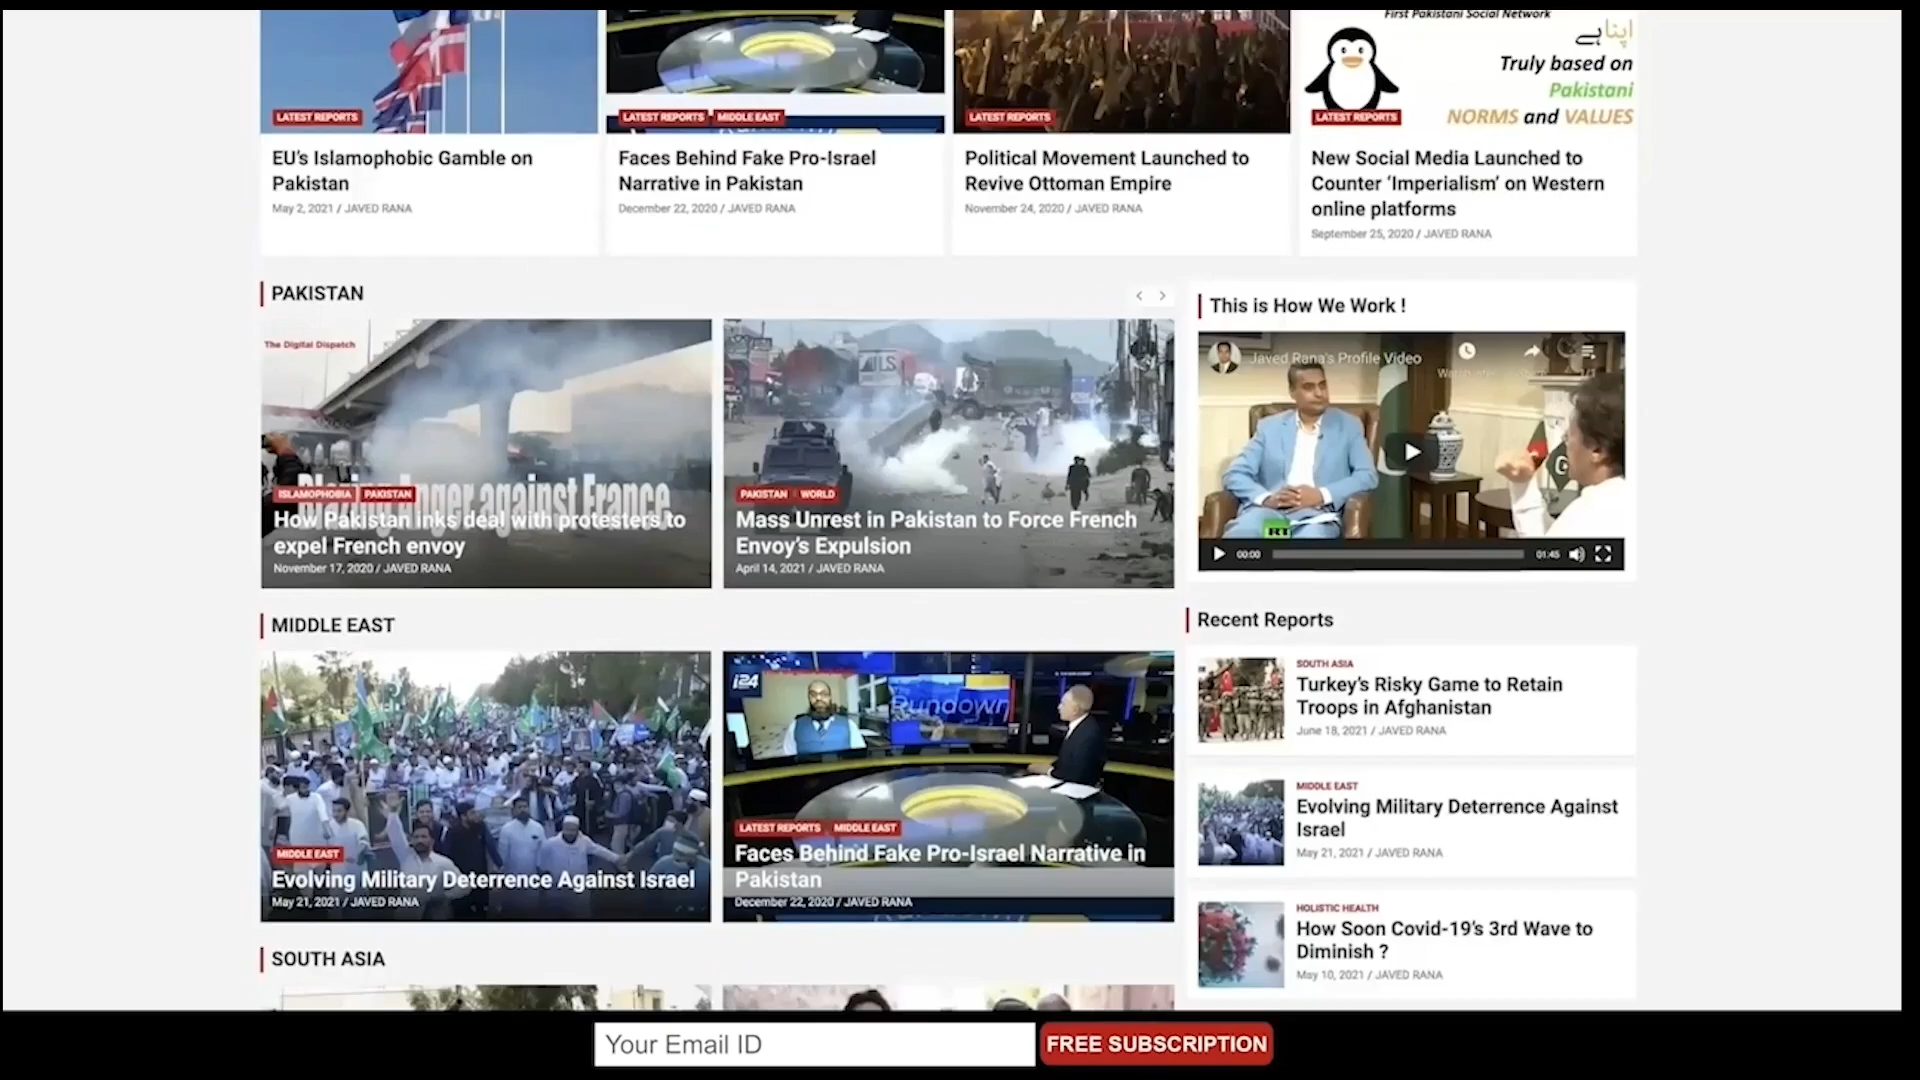 First Pakistani Social Network
اپنا ہے
Truly based on
Pakistani
NORMS and VALUES
LATEST REPORTS
EU’s Islamophobic Gamble on
Pakistan
May 2, 2021 / JAVED RANA
LATEST REPORTS MIDDLE EAST
Faces Behind Fake Pro-Israel
Narrative in Pakistan
December 22, 2020 / JAVED RANA
LATEST REPORTS
Political Movement Launched to
Revive Ottoman Empire
November 24, 2020 / JAVED RANA
LATEST REPORTS
New Social Media Launched to
Counter ‘Imperialism’ on Western
online platforms
September 25, 2020 / JAVED RANA
PAKISTAN
The Digital Dispatch
Blazing Anger against France
ISLAMOPHOBIA PAKISTAN
How Pakistan inks deal with protesters to
expel French envoy
November 17, 2020 / JAVED RANA
PAKISTAN WORLD
Mass Unrest in Pakistan to Force French
Envoy’s Expulsion
April 14, 2021 / JAVED RANA
This is How We Work !
Javed Rana's Profile Video
RT
00:00
01:45
MIDDLE EAST
MIDDLE EAST
Evolving Military Deterrence Against Israel
May 21, 2021 / JAVED RANA
i24
Rundown
LATEST REPORTS MIDDLE EAST
Faces Behind Fake Pro-Israel Narrative in
Pakistan
December 22, 2020 / JAVED RANA
Recent Reports
SOUTH ASIA
Turkey’s Risky Game to Retain
Troops in Afghanistan
June 18, 2021 / JAVED RANA
MIDDLE EAST
Evolving Military Deterrence Against
Israel
May 21, 2021 / JAVED RANA
HOLISTIC HEALTH
How Soon Covid-19’s 3rd Wave to
Diminish ?
May 10, 2021 / JAVED RANA
SOUTH ASIA
Your Email ID
FREE SUBSCRIPTION